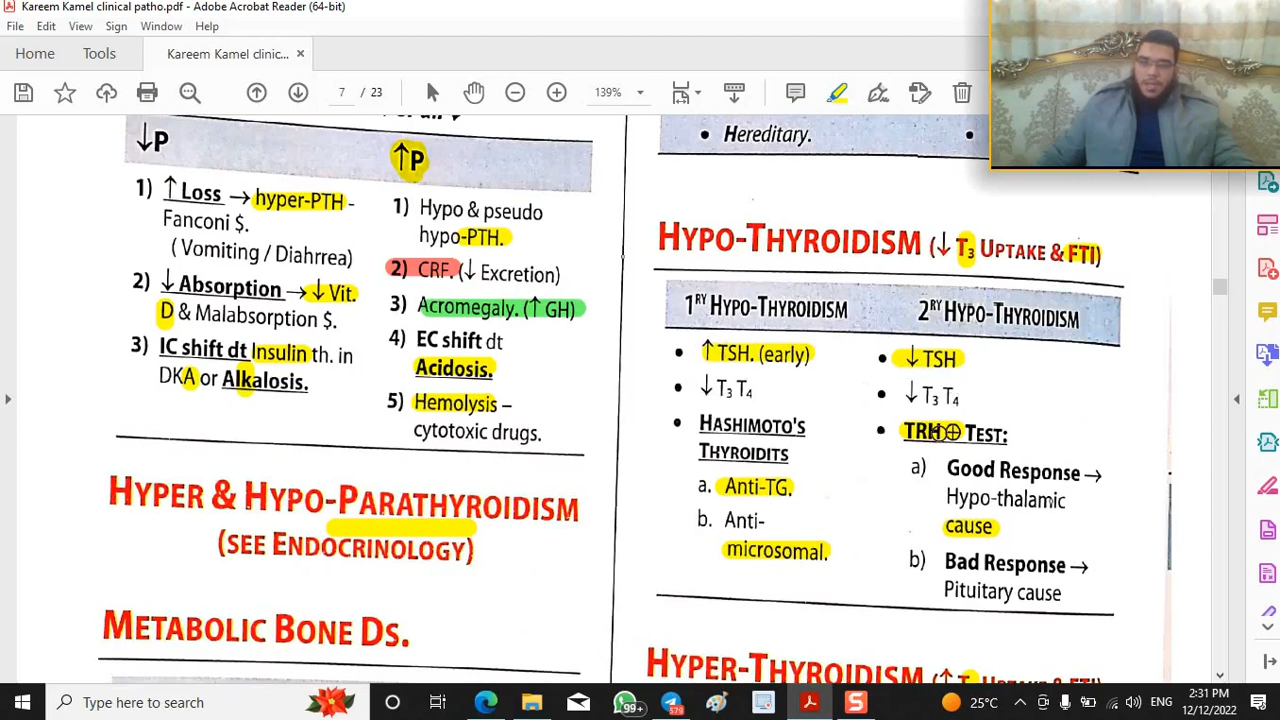 Kareem Kamel clinical patho.pdf - Adobe Acrobat Reader (64-bit)
File Edit View Sign Window Help
Home Tools Kareem Kamel clinic... ×
7 / 23 139%
↓P ↑P
1) ↑ Loss → hyper-PTH -
Fanconi $.
( Vomiting / Diahrrea)
2) ↓ Absorption → ↓ Vit.
D & Malabsorption $.
3) IC shift dt Insulin th. in
DKA or Alkalosis.
1) Hypo & pseudo
hypo-PTH.
2) CRF. (↓ Excretion)
3) Acromegaly. (↑ GH)
4) EC shift dt
Acidosis.
5) Hemolysis –
cytotoxic drugs.
HYPER & HYPO-PARATHYROIDISM
(SEE ENDOCRINOLOGY)
METABOLIC BONE DS.
• Hereditary.
HYPO-THYROIDISM (↓ T3 UPTAKE & FTI)
1RY HYPO-THYROIDISM 2RY HYPO-THYROIDISM
• ↑ TSH. (early)
• ↓ T3 T4
• HASHIMOTO'S
THYROIDITS
a. Anti-TG.
b. Anti-
microsomal.
• ↓ TSH
• ↓ T3 T4
• TRH ⊕ TEST:
a) Good Response →
Hypo-thalamic
cause
b) Bad Response →
Pituitary cause
HYPER-THYROIDISM (↑ T3 UPTAKE & FTI)
Type here to search
99+
579
25°C
ENG
2:31 PM
12/12/2022